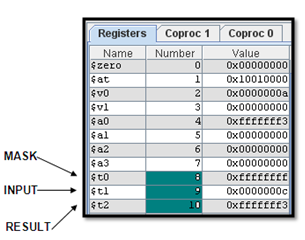 Registers Coproc 1 Coproc 0
Name Number Value
$zero 0 0x00000000
$at 1 0x10010000
$v0 2 0x0000000a
$v1 3 0x00000000
$a0 4 0xfffffff3
$a1 5 0x00000000
$a2 6 0x00000000
$a3 7 0x00000000
MASK $t0 8 0xffffffff
INPUT $t1 9 0x0000000c
RESULT $t2 10 0xfffffff3